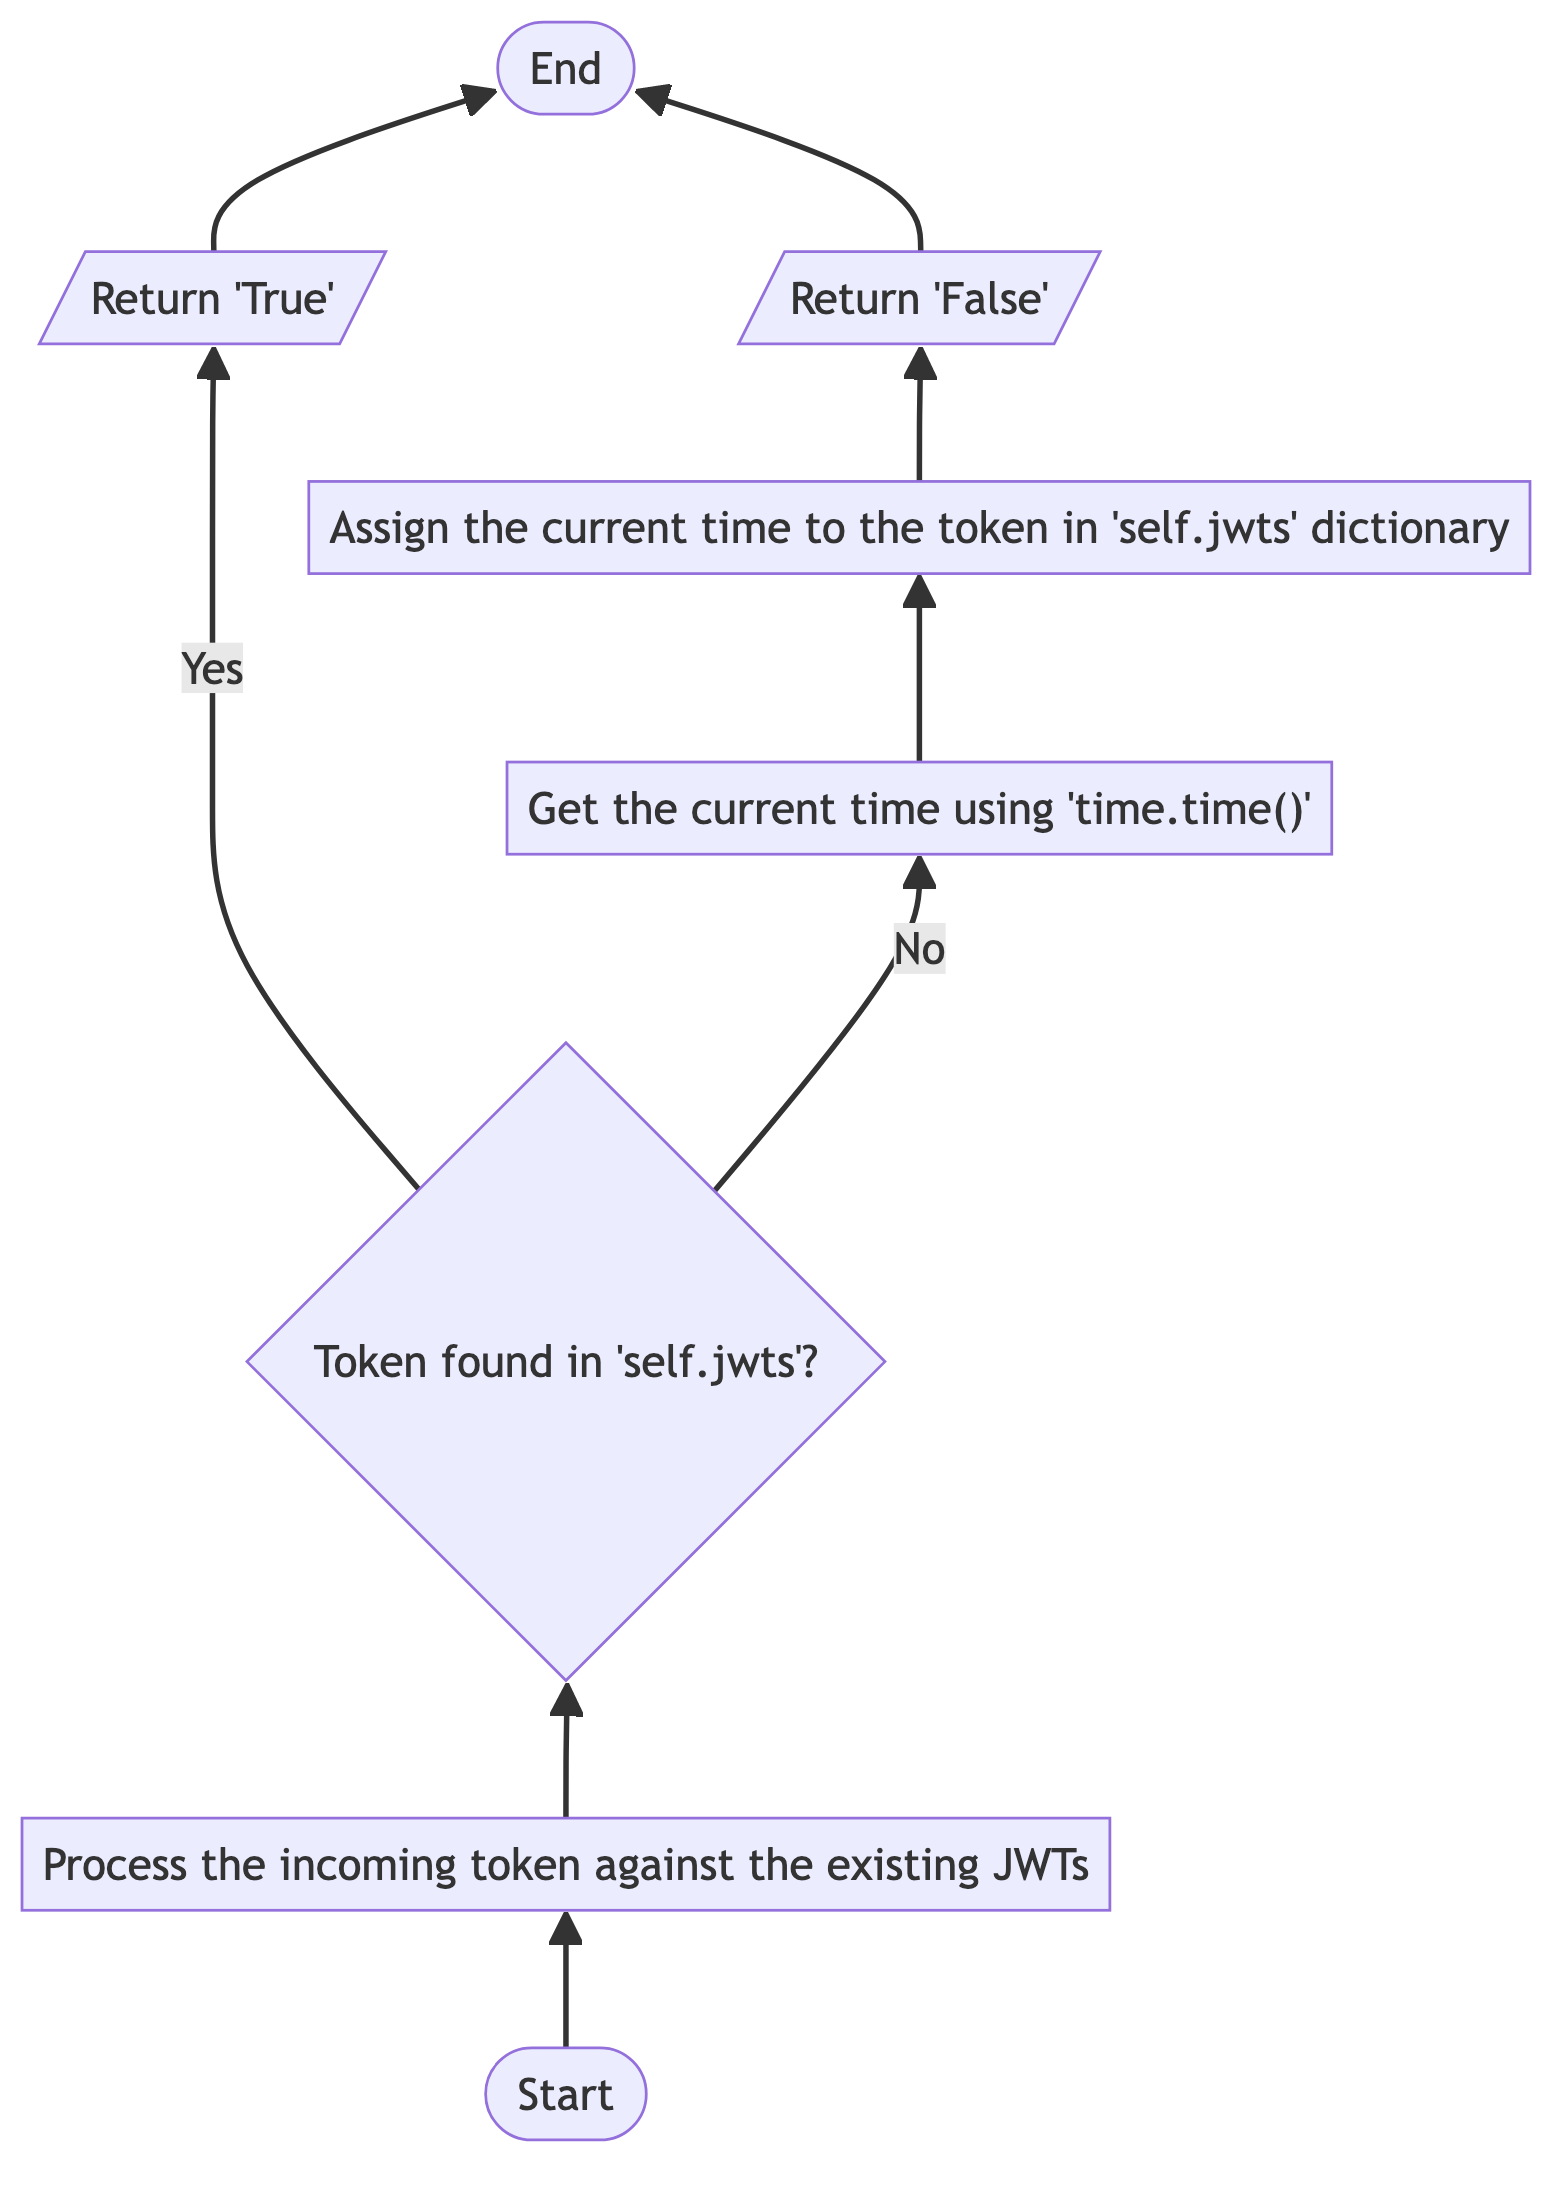 End
Return 'True'
Return 'False'
Assign the current time to the token in 'self.jwts' dictionary
Yes
Get the current time using 'time.time()'
No
Token found in 'self.jwts'?
Process the incoming token against the existing JWTs
Start